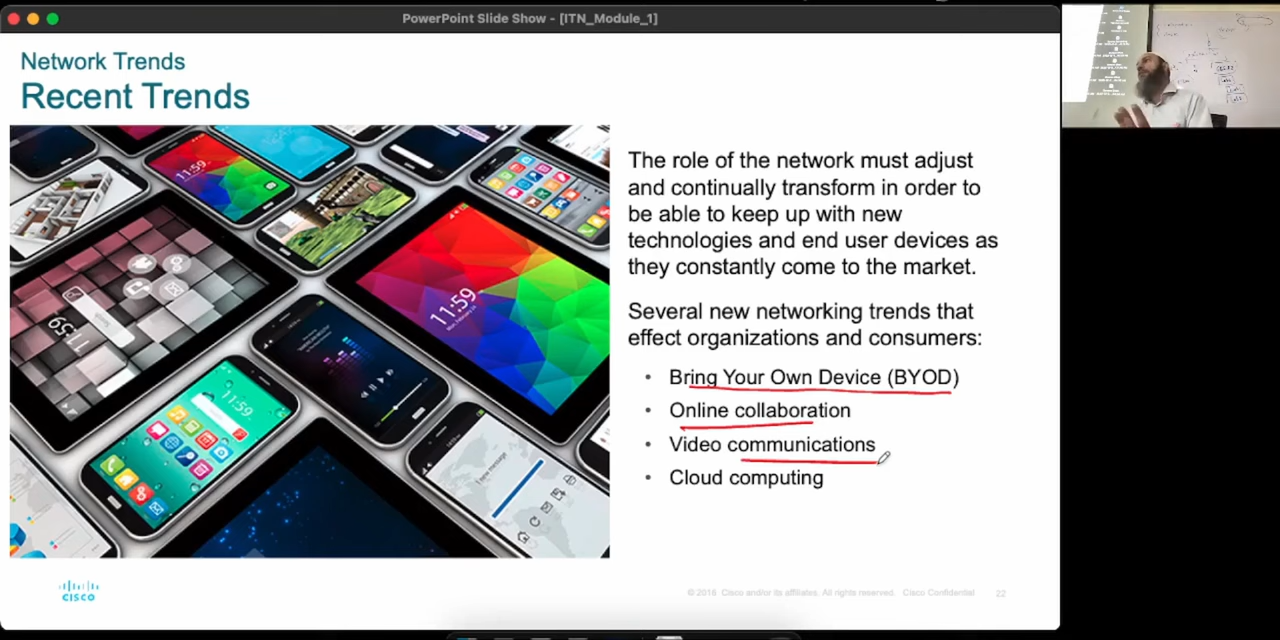 PowerPoint Slide Show - [ITN_Module_1]
Network Trends
Recent Trends
The role of the network must adjust
and continually transform in order to
be able to keep up with new
technologies and end user devices as
they constantly come to the market.
Several new networking trends that
effect organizations and consumers:
• Bring Your Own Device (BYOD)
• Online collaboration
• Video communications
• Cloud computing
11:59
11:59
11:59
11:59
I new message
CISCO
© 2016 Cisco and/or its affiliates. All rights reserved. Cisco Confidential
22